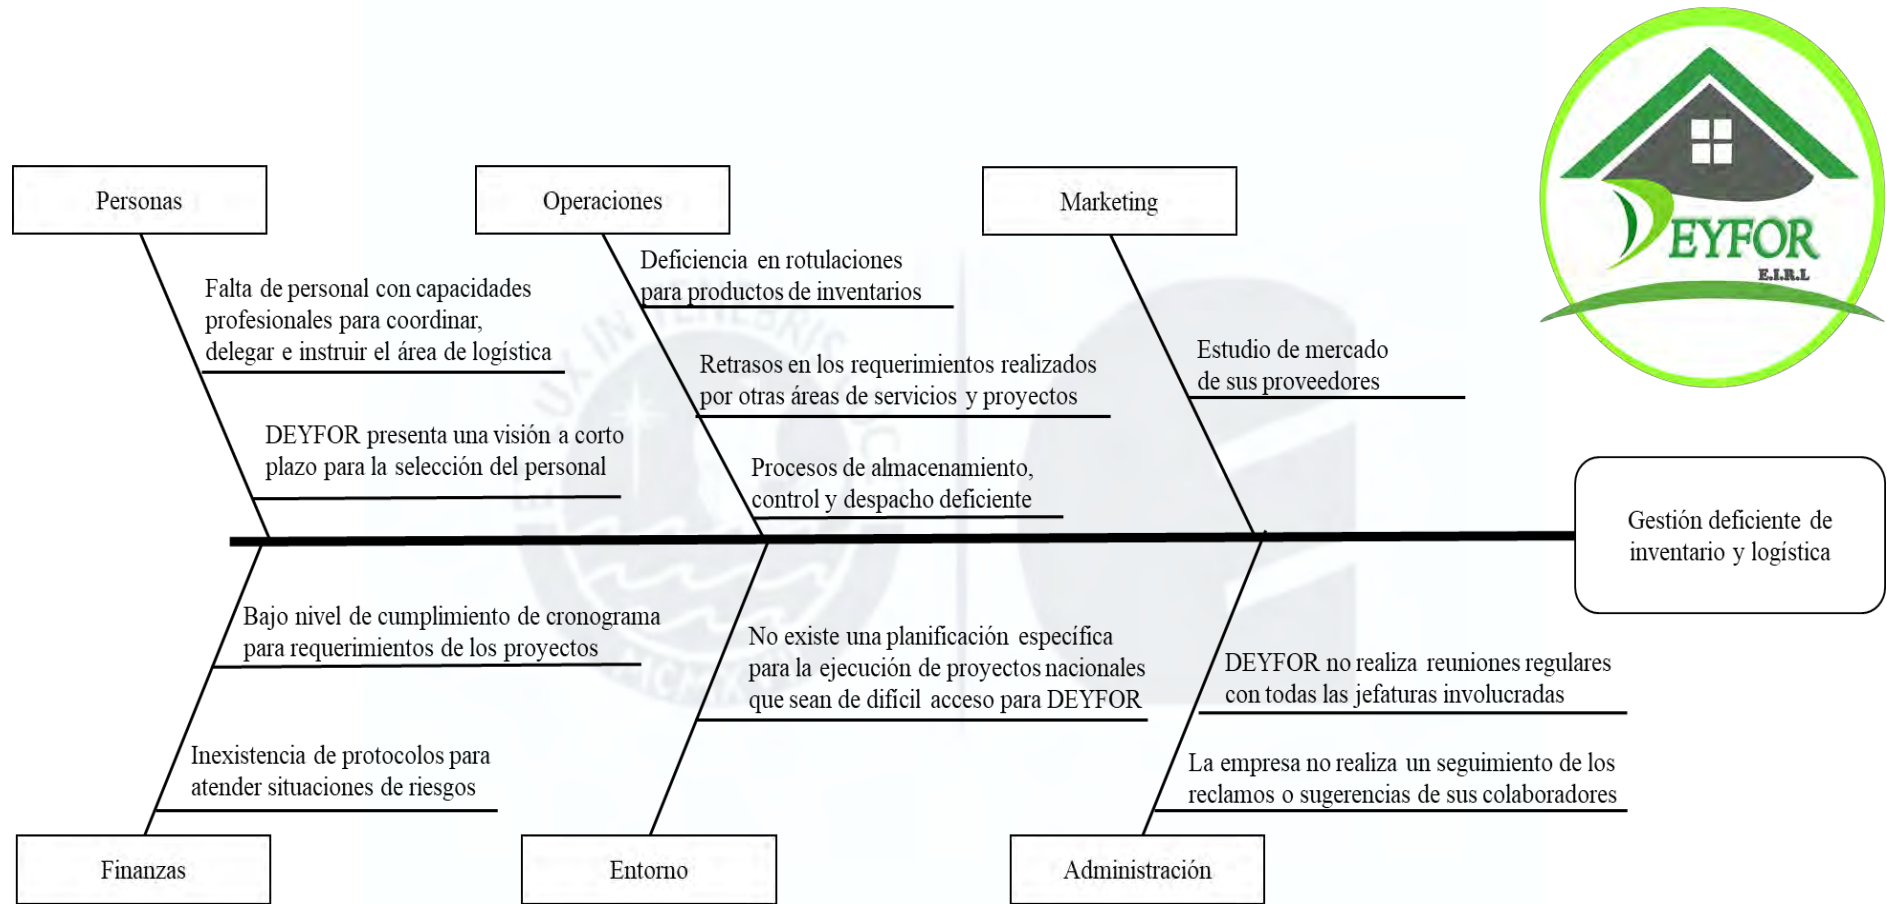 DEYFOR
E.I.R.L
Personas
Operaciones
Marketing
Falta de personal con capacidades
profesionales para coordinar,
delegar e instruir el área de logística
DEYFOR presenta una visión a corto
plazo para la selección del personal
Deficiencia en rotulaciones
para productos de inventarios
Retrasos en los requerimientos realizados
por otras áreas de servicios y proyectos
Procesos de almacenamiento,
control y despacho deficiente
Estudio de mercado
de sus proveedores
Gestión deficiente de
inventario y logística
Bajo nivel de cumplimiento de cronograma
para requerimientos de los proyectos
Inexistencia de protocolos para
atender situaciones de riesgos
No existe una planificación específica
para la ejecución de proyectos nacionales
que sean de difícil acceso para DEYFOR
DEYFOR no realiza reuniones regulares
con todas las jefaturas involucradas
La empresa no realiza un seguimiento de los
reclamos o sugerencias de sus colaboradores
Finanzas
Entorno
Administración